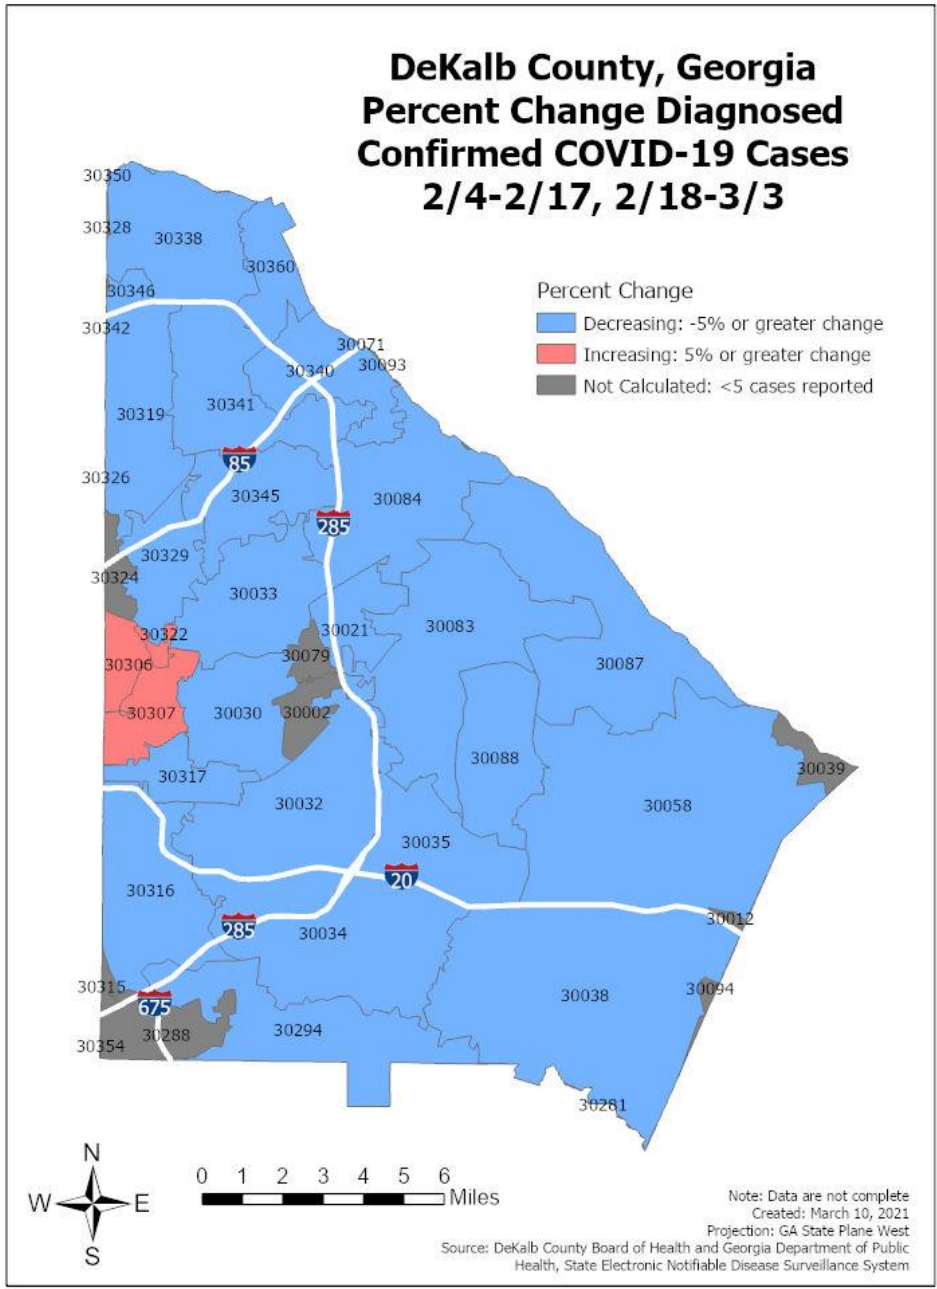 DeKalb County, Georgia
Percent Change Diagnosed
Confirmed COVID-19 Cases
2/4-2/17, 2/18-3/3
30350
30328
30338
30360
30346
30342
Percent Change
Decreasing: -5% or greater change
Increasing: 5% or greater change
Not Calculated: <5 cases reported
30071
30093
30340
30341
30319
85
30326
30345
30084
285
30329
30324
30033
30322
30021
30083
30079
30306
30087
30307
30030
30002
30088
30039
30317
30032
30058
30035
20
30316
30012
285
30034
30315
30094
30038
675
30288
30294
30354
30281
N
W
E
S
0 1 2 3 4 5 6
Miles
Note: Data are not complete
Created: March 10, 2021
Projection: GA State Plane West
Source: DeKalb County Board of Health and Georgia Department of Public
Health, State Electronic Notifiable Disease Surveillance System